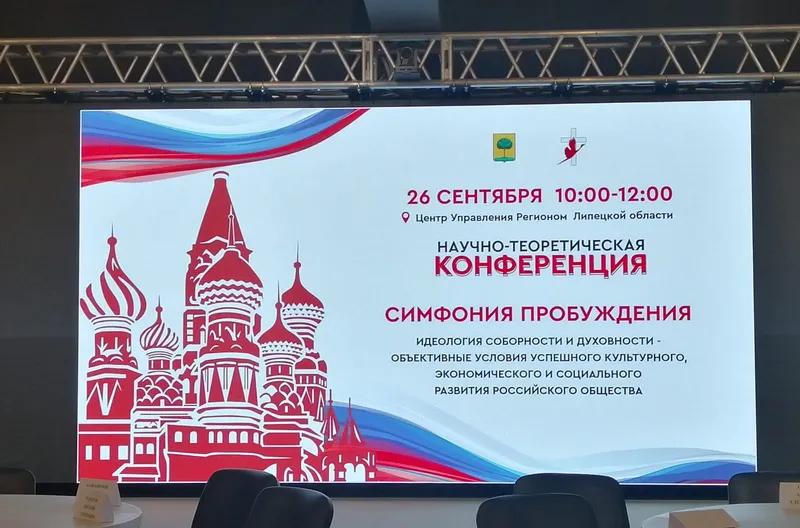 26 СЕНТЯБРЯ 10:00-12:00
Центр Управления Регионом Липецкой области
НАУЧНО-ТЕОРЕТИЧЕСКАЯ
КОНФЕРЕНЦИЯ
СИМФОНИЯ ПРОБУЖДЕНИЯ
ИДЕОЛОГИЯ СОБОРНОСТИ И ДУХОВНОСТИ -
ОБЪЕКТИВНЫЕ УСЛОВИЯ УСПЕШНОГО КУЛЬТУРНОГО,
ЭКОНОМИЧЕСКОГО И СОЦИАЛЬНОГО
РАЗВИТИЯ РОССИЙСКОГО ОБЩЕСТВА